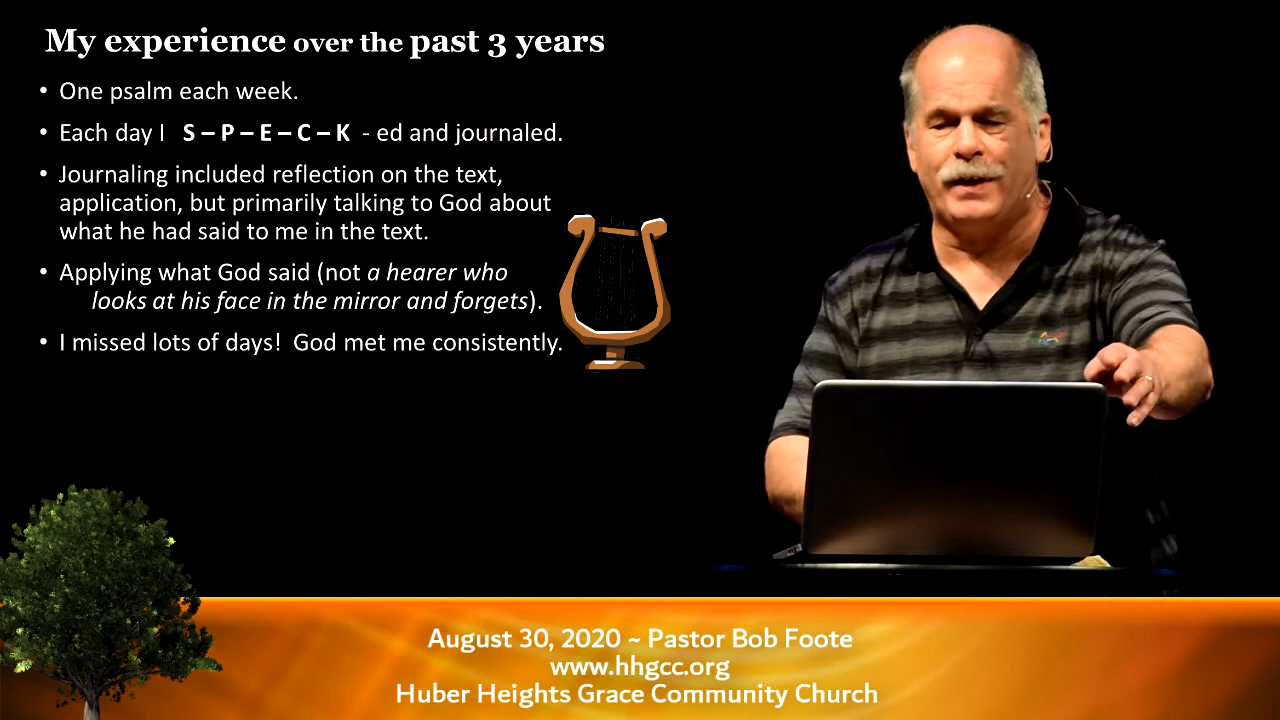 My experience over the past 3 years
• One psalm each week.
• Each day I S – P – E – C – K - ed and journaled.
• Journaling included reflection on the text,
application, but primarily talking to God about
what he had said to me in the text.
• Applying what God said (not a hearer who
looks at his face in the mirror and forgets).
• I missed lots of days! God met me consistently.
August 30, 2020 ~ Pastor Bob Foote
www.hhgcc.org
Huber Heights Grace Community Church